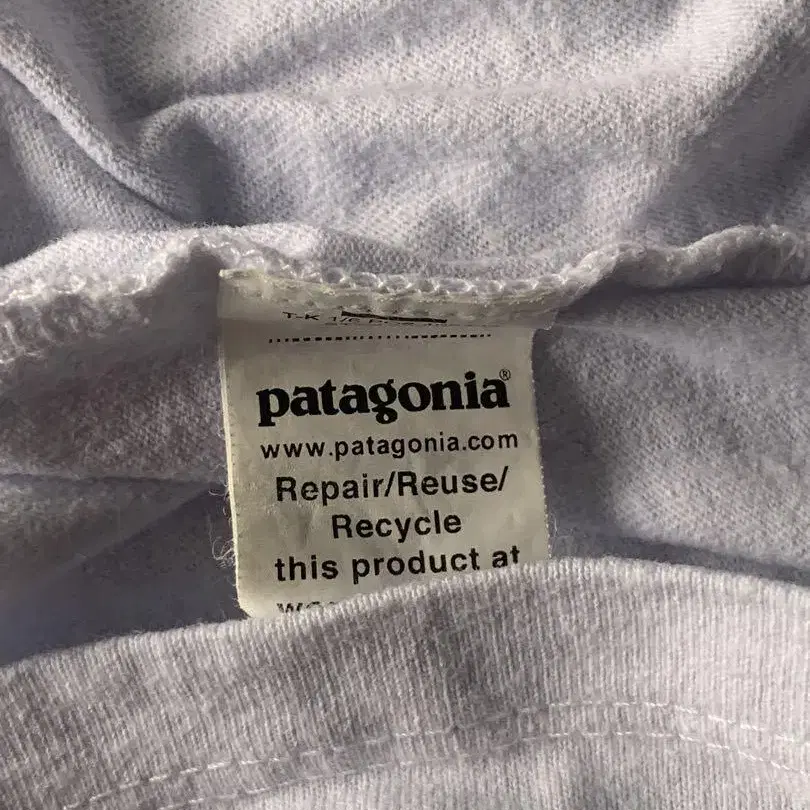 patagonia®
www.patagonia.com
Repair/Reuse/
Recycle
this product at